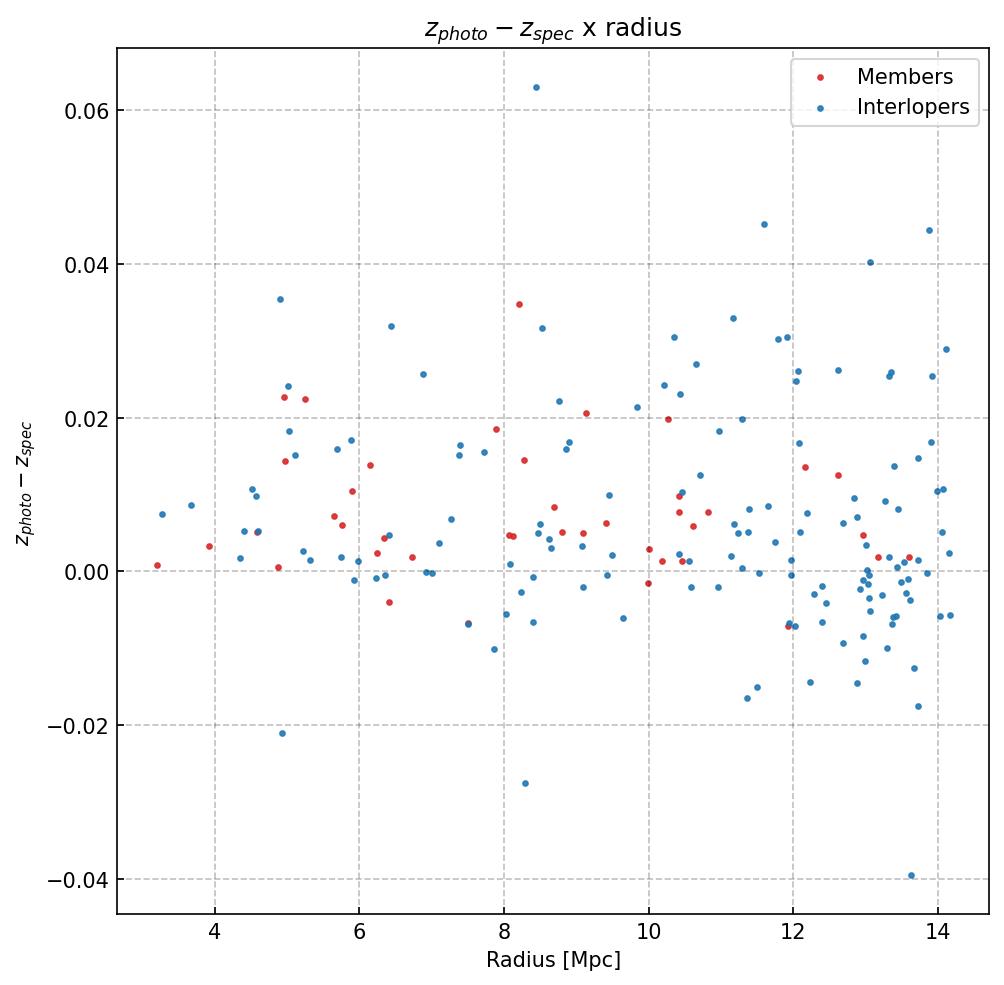 z_photo − z_spec x radius
Members
Interlopers
0.06
0.04
0.02
0.00
−0.02
−0.04
z_photo − z_spec
4 6 8 10 12 14
Radius [Mpc]